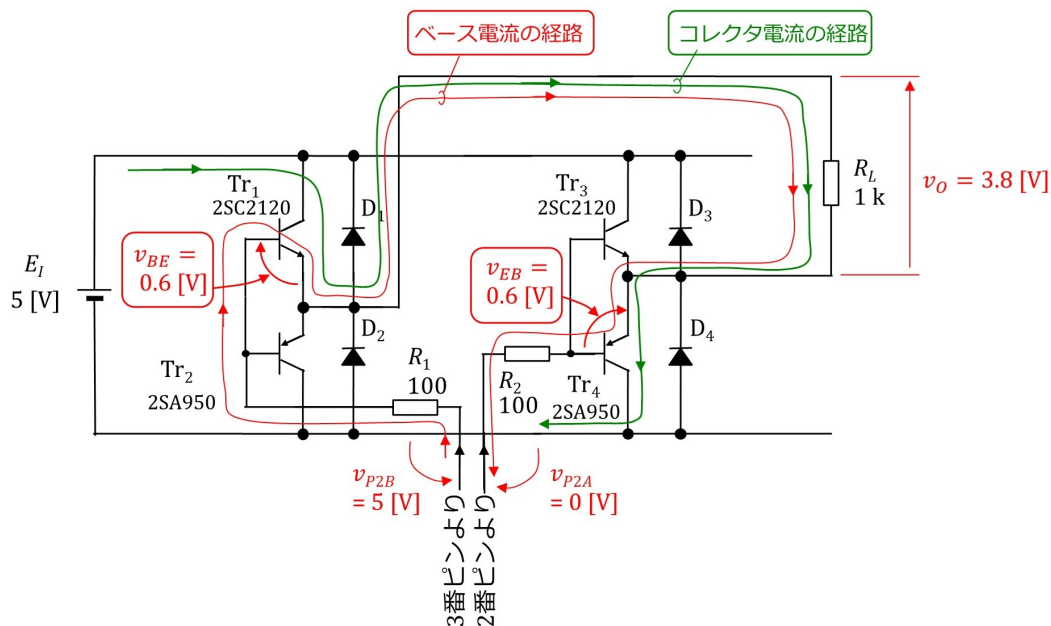 ベース電流の経路
コレクタ電流の経路
Tr1
2SC2120
D1
Tr3
2SC2120
D3
RL
1 k
vO = 3.8 [V]
vBE =
0.6 [V]
vEB =
0.6 [V]
EI
5 [V]
D2
D4
Tr2
2SA950
R1
100
R2
100
Tr4
2SA950
vP2B
= 5 [V]
vP2A
= 0 [V]
3番ピンより
2番ピンより